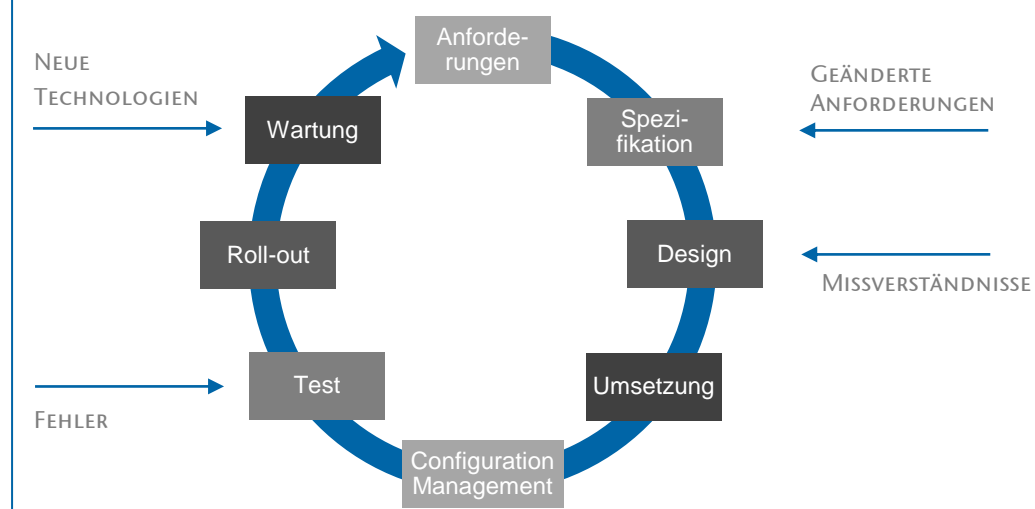 Anforde-
rungen
Neue
Technologien
Geänderte
Anforderungen
Wartung
Spezi-
fikation
Roll-out
Design
Missverständnisse
Test
Umsetzung
Fehler
Configuration
Management